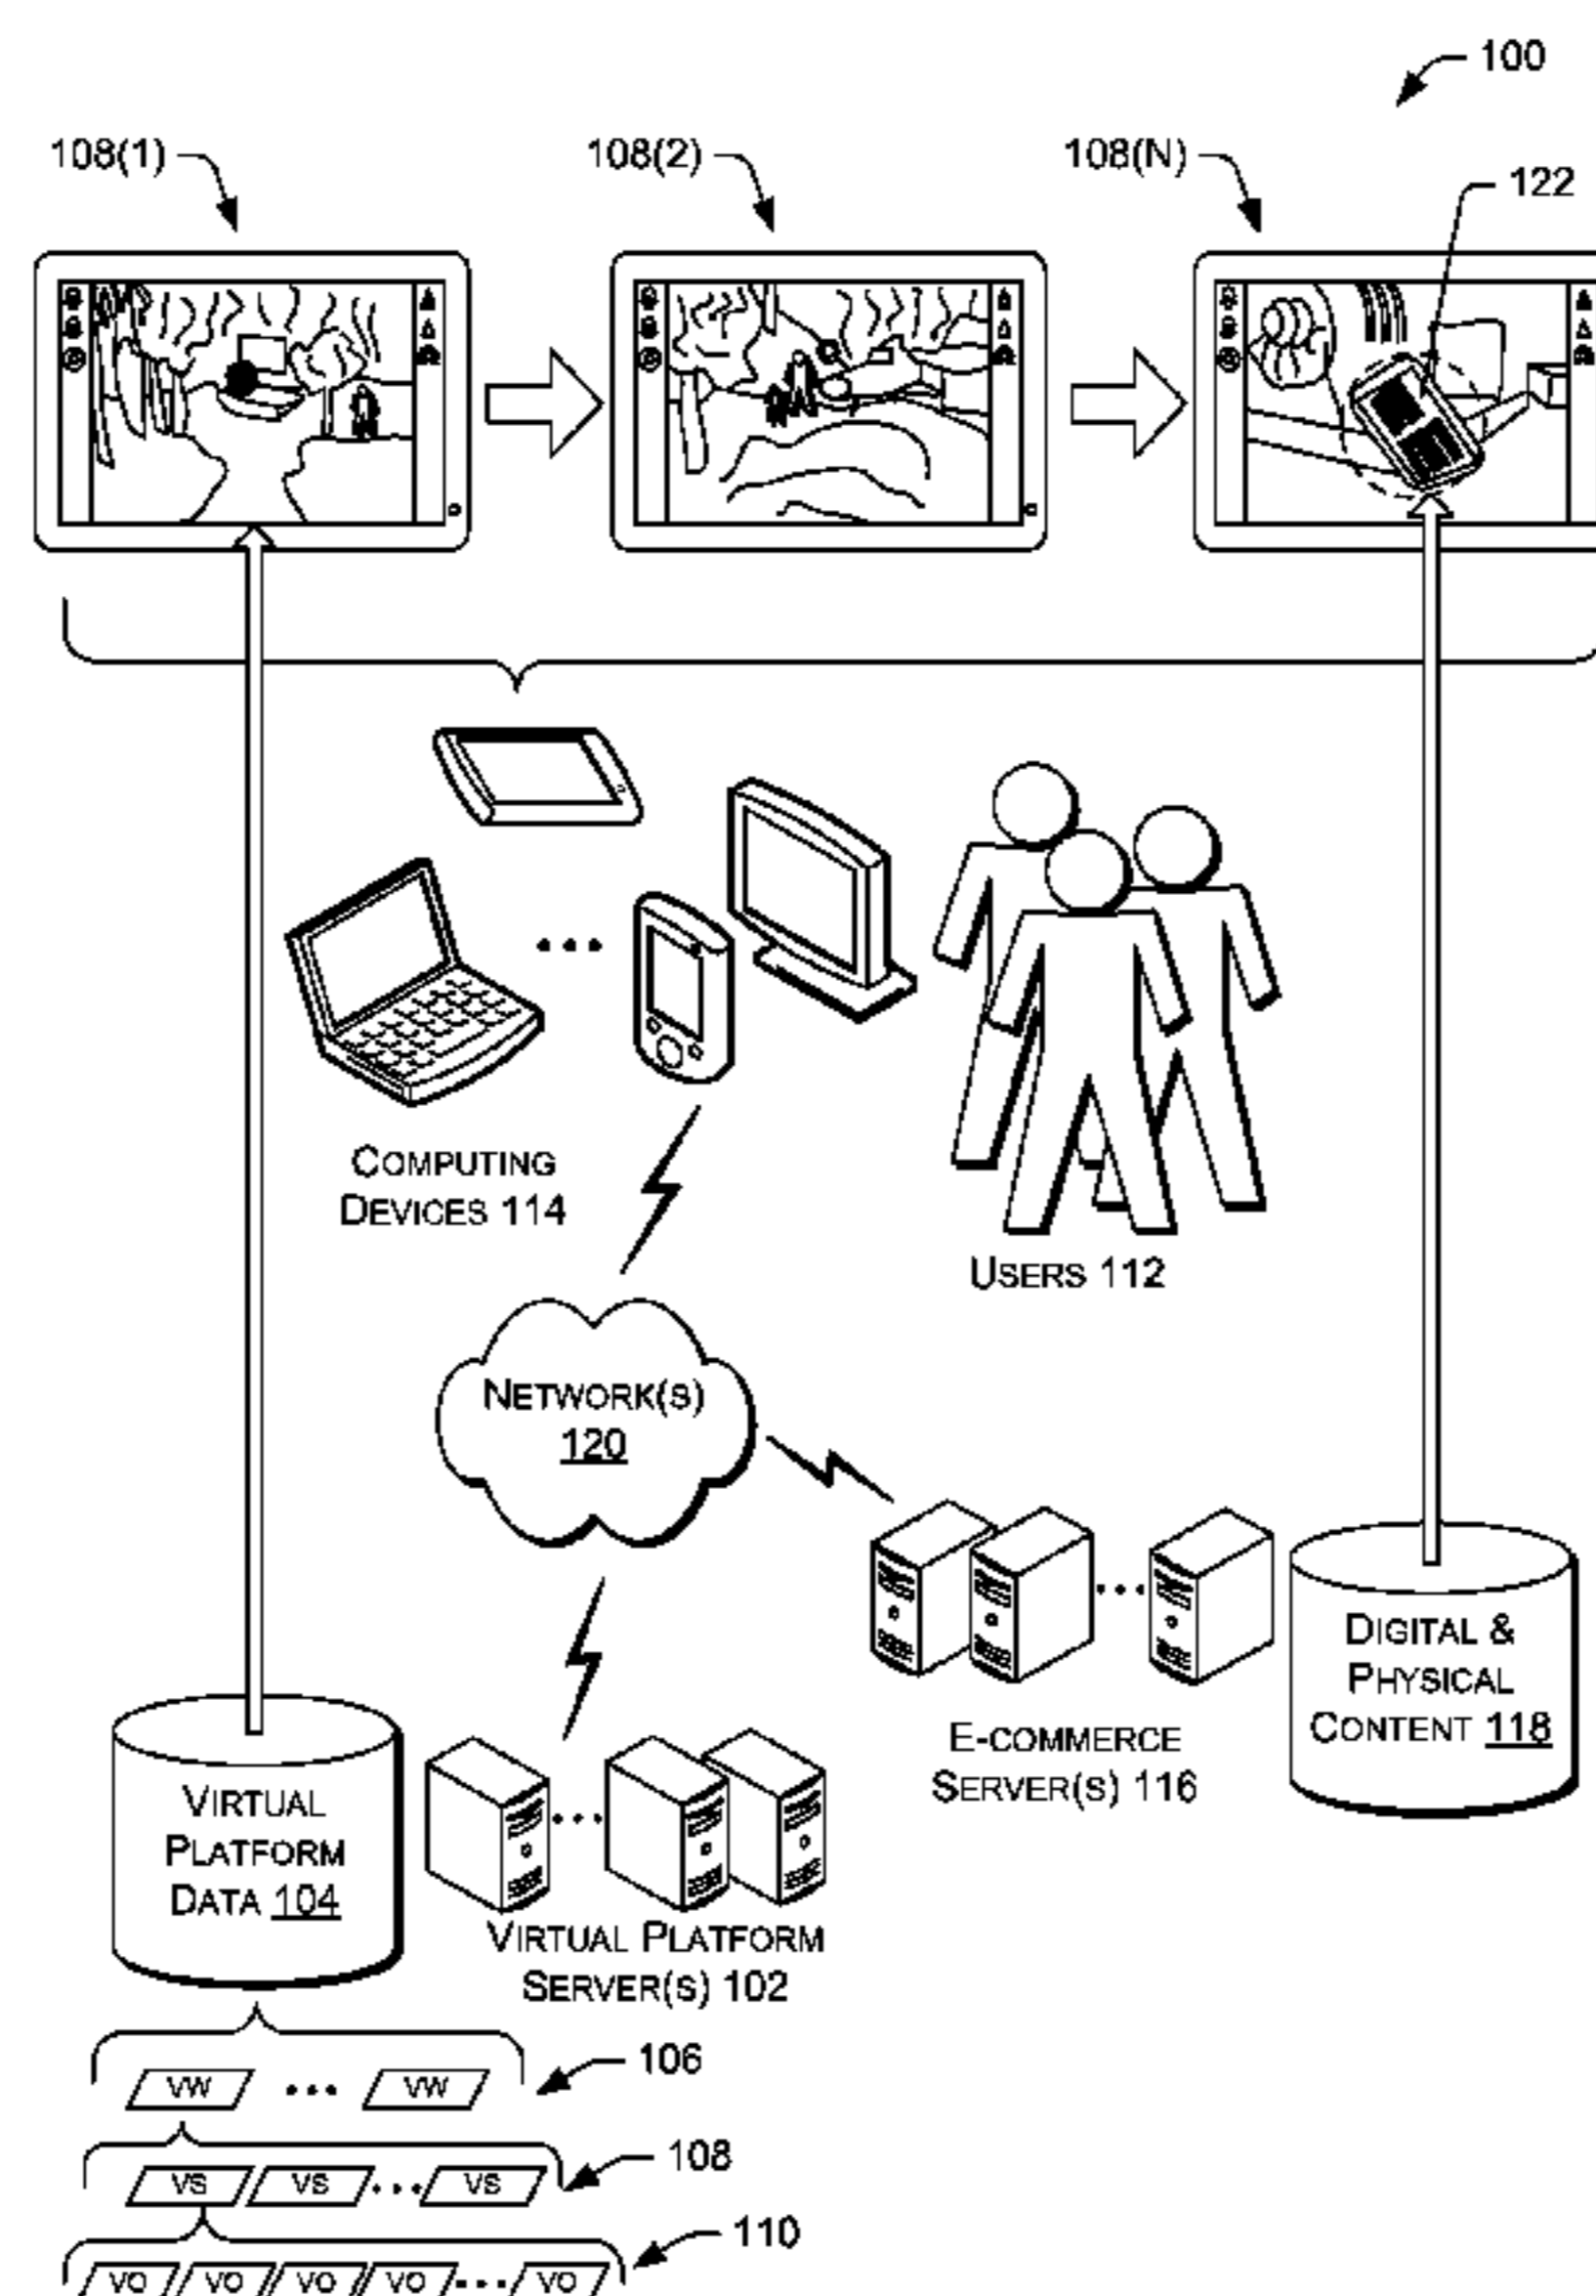 100
108(1)
108(2)
108(N)
122
COMPUTING
DEVICES 114
USERS 112
NETWORK(S)
120
DIGITAL &
PHYSICAL
CONTENT 118
E-COMMERCE
SERVER(S) 116
VIRTUAL
PLATFORM
DATA 104
VIRTUAL PLATFORM
SERVER(S) 102
106
VW ... VW
108
VS VS ... VS
110
VO VO VO VO ... VO